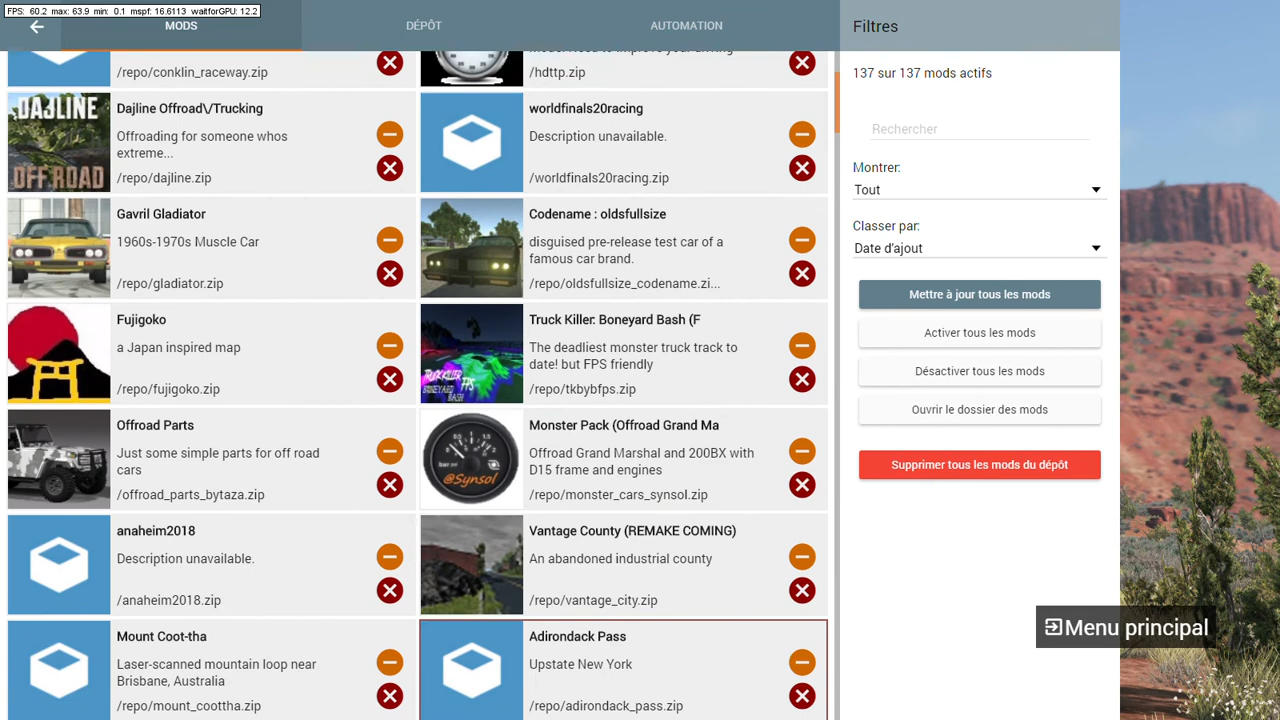 FPS: 60.2 max: 63.9 min: 0.1 mspf: 16.6113 waitforGPU: 12.2
MODS
DÉPÔT
AUTOMATION
Filtres
/repo/conklin_raceway.zip
/hdttp.zip
137 sur 137 mods actifs
DAJLINE
OFFROAD
Dajline Offroad\/Trucking
Offroading for someone whos
extreme...
/repo/dajline.zip
worldfinals20racing
Description unavailable.
/worldfinals20racing.zip
Rechercher
Montrer:
Tout
Classer par:
Date d'ajout
Gavril Gladiator
1960s-1970s Muscle Car
/repo/gladiator.zip
Codename : oldsfullsize
disguised pre-release test car of a
famous car brand.
/repo/oldsfullsize_codename.zi...
Mettre à jour tous les mods
Activer tous les mods
Désactiver tous les mods
Ouvrir le dossier des mods
Supprimer tous les mods du dépôt
Fujigoko
a Japan inspired map
/repo/fujigoko.zip
TRUCK KILLER FPS
BONEYARD BASH
Truck Killer: Boneyard Bash (F
The deadliest monster truck track to
date! but FPS friendly
/repo/tkbybfps.zip
Offroad Parts
Just some simple parts for off road
cars
/offroad_parts_bytaza.zip
@Synsol
Monster Pack (Offroad Grand Ma
Offroad Grand Marshal and 200BX with
D15 frame and engines
/repo/monster_cars_synsol.zip
anaheim2018
Description unavailable.
/anaheim2018.zip
Vantage County (REMAKE COMING)
An abandoned industrial county
/repo/vantage_city.zip
Mount Coot-tha
Laser-scanned mountain loop near
Brisbane, Australia
/repo/mount_coottha.zip
Adirondack Pass
Upstate New York
/repo/adirondack_pass.zip
Menu principal